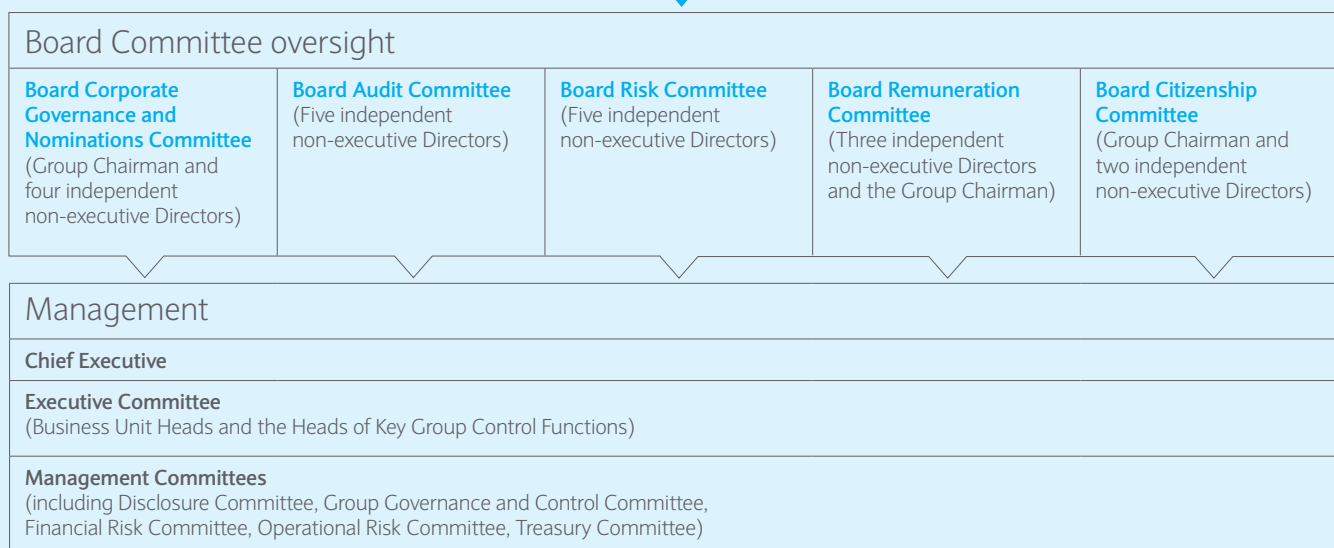 Board Committee oversight
Board Corporate
Governance and
Nominations Committee
(Group Chairman and
four independent
non-executive Directors)
Board Audit Committee
(Five independent
non-executive Directors)
Board Risk Committee
(Five independent
non-executive Directors)
Board Remuneration
Committee
(Three independent
non-executive Directors
and the Group Chairman)
Board Citizenship
Committee
(Group Chairman and
two independent
non-executive Directors)
Management
Chief Executive
Executive Committee
(Business Unit Heads and the Heads of Key Group Control Functions)
Management Committees
(including Disclosure Committee, Group Governance and Control Committee,
Financial Risk Committee, Operational Risk Committee, Treasury Committee)